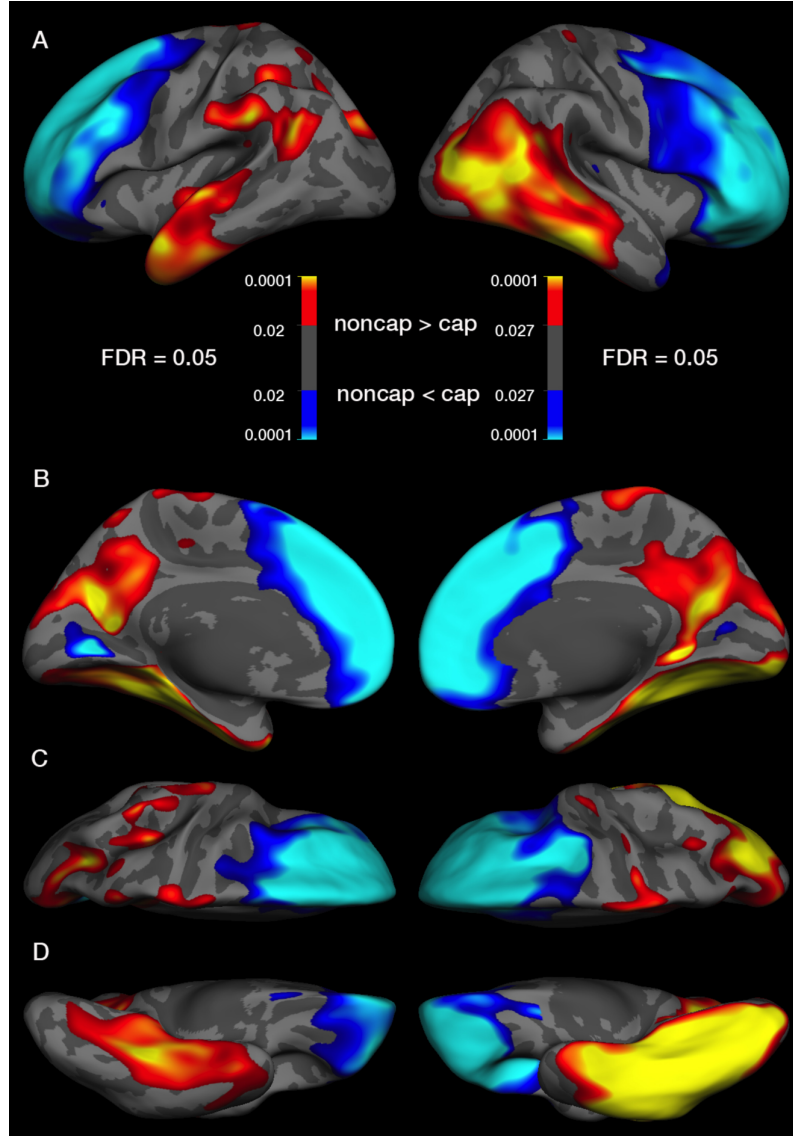 A
0.0001 0.0001
noncap > cap
0.02 0.027
FDR = 0.05 FDR = 0.05
0.02 noncap < cap 0.027
0.0001 0.0001
B
C
D